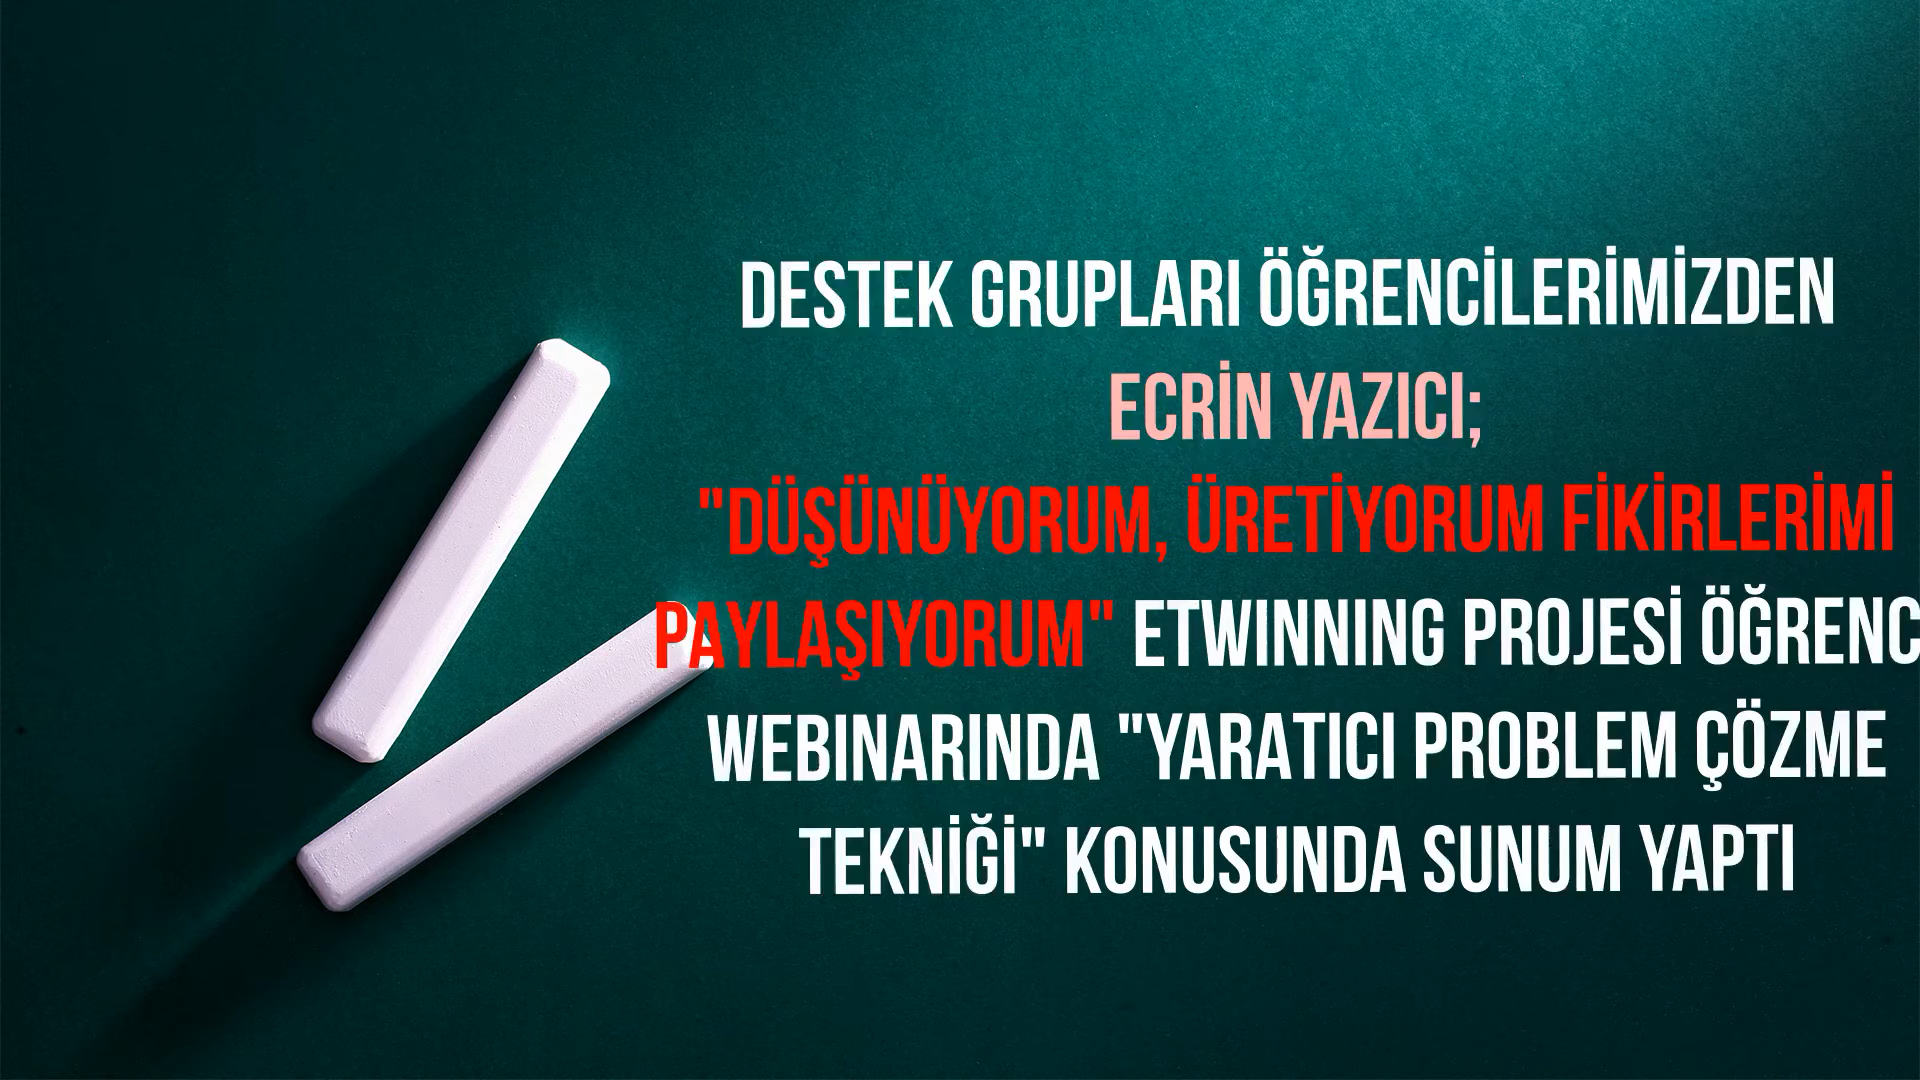 DESTEK GRUPLARI ÖĞRENCİLERİMİZDEN
ECRİN YAZICI;
"DÜŞÜNÜYORUM, ÜRETİYORUM FİKİRLERİMİ
PAYLAŞIYORUM" ETWINNING PROJESİ ÖĞRENC
WEBINARINDA "YARATICI PROBLEM ÇÖZME
TEKNİĞİ" KONUSUNDA SUNUM YAPTI